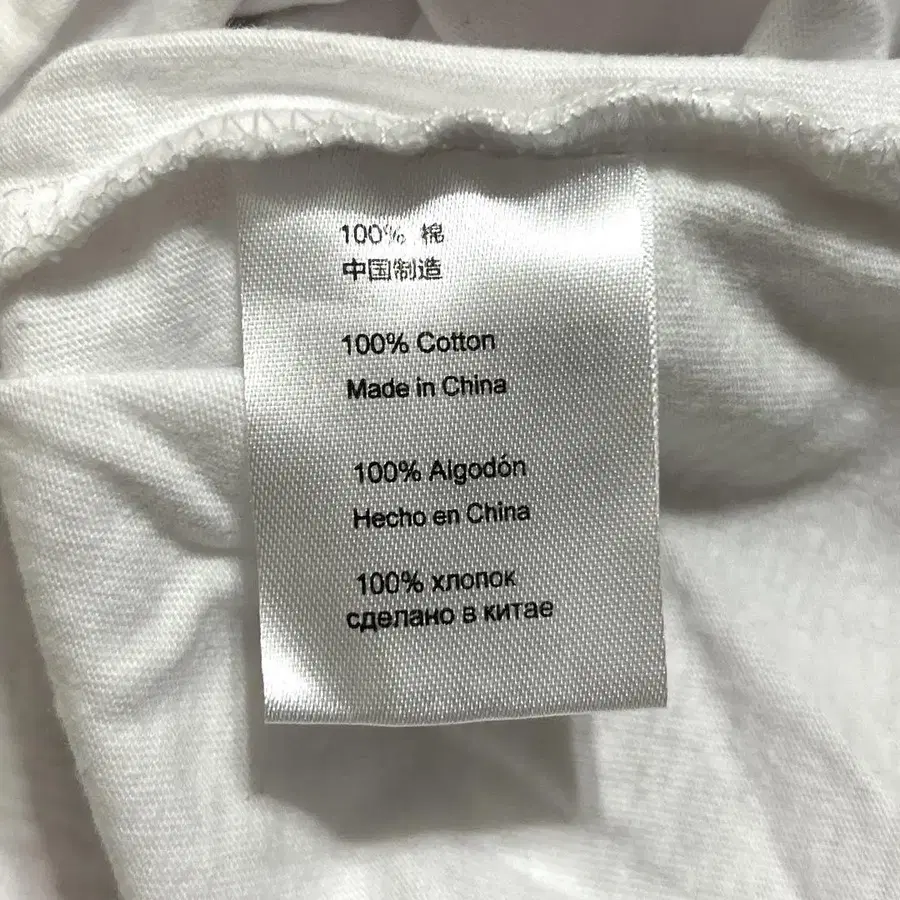 100% 棉
中国制造
100% Cotton
Made in China
100% Algodón
Hecho en China
100% хлопок
сделано в китае